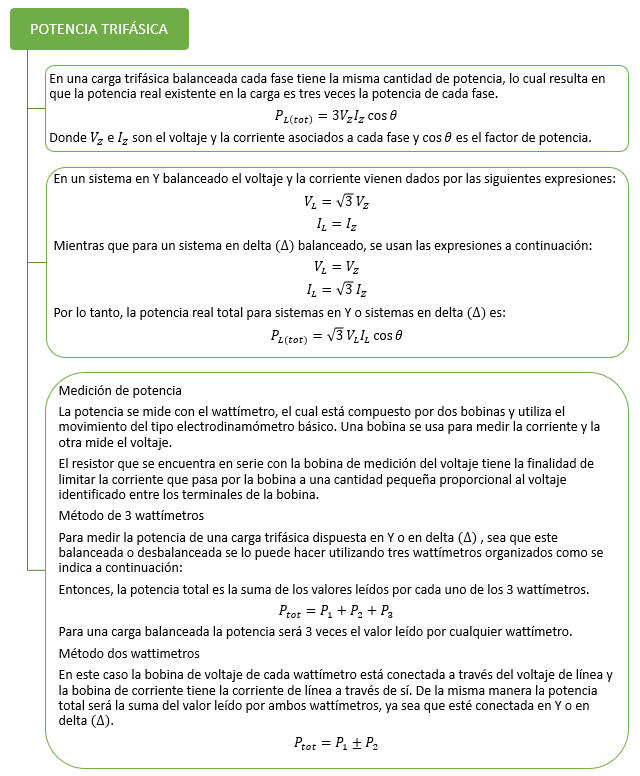 POTENCIA TRIFÁSICA
En una carga trifásica balanceada cada fase tiene la misma cantidad de potencia, lo cual resulta en
que la potencia real existente en la carga es tres veces la potencia de cada fase.
P_{L(tot)} = 3V_Z I_Z cos θ
Donde V_Z e I_Z son el voltaje y la corriente asociados a cada fase y cos θ es el factor de potencia.
En un sistema en Y balanceado el voltaje y la corriente vienen dados por las siguientes expresiones:
V_L = √3 V_Z
I_L = I_Z
Mientras que para un sistema en delta (Δ) balanceado, se usan las expresiones a continuación:
V_L = V_Z
I_L = √3 I_Z
Por lo tanto, la potencia real total para sistemas en Y o sistemas en delta (Δ) es:
P_{L(tot)} = √3 V_L I_L cos θ
Medición de potencia
La potencia se mide con el wattímetro, el cual está compuesto por dos bobinas y utiliza el
movimiento del tipo electrodinamómetro básico. Una bobina se usa para medir la corriente y la
otra mide el voltaje.
El resistor que se encuentra en serie con la bobina de medición del voltaje tiene la finalidad de
limitar la corriente que pasa por la bobina a una cantidad pequeña proporcional al voltaje
identificado entre los terminales de la bobina.
Método de 3 wattímetros
Para medir la potencia de una carga trifásica dispuesta en Y o en delta (Δ) , sea que este
balanceada o desbalanceada se lo puede hacer utilizando tres wattímetros organizados como se
indica a continuación:
Entonces, la potencia total es la suma de los valores leídos por cada uno de los 3 wattímetros.
P_{tot} = P_1 + P_2 + P_3
Para una carga balanceada la potencia será 3 veces el valor leído por cualquier wattímetro.
Método dos wattimetros
En este caso la bobina de voltaje de cada wattímetro está conectada a través del voltaje de línea y
la bobina de corriente tiene la corriente de línea a través de sí. De la misma manera la potencia
total será la suma del valor leído por ambos wattímetros, ya sea que esté conectada en Y o en
delta (Δ).
P_{tot} = P_1 ± P_2